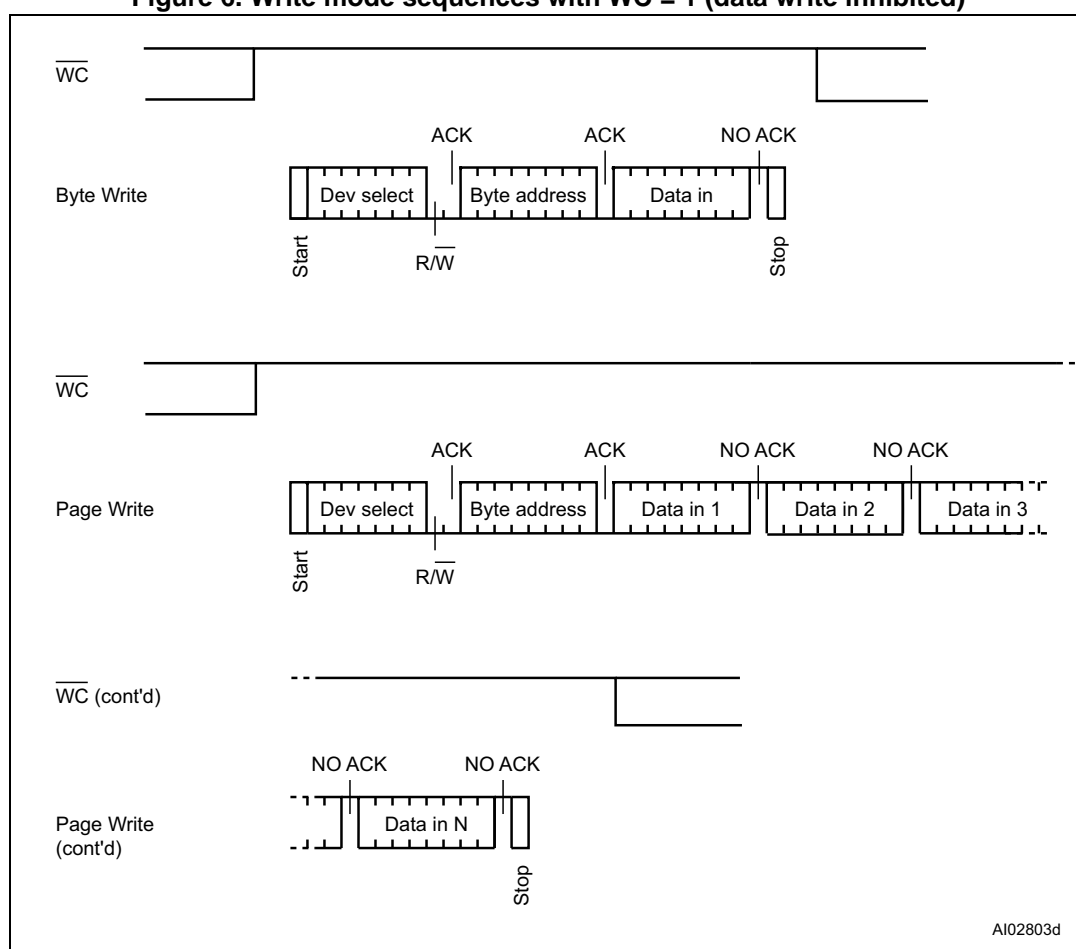 Figure 6. Write mode sequences with WC = 1 (data write inhibited)
WC
ACK ACK NO ACK
Byte Write Dev select Byte address Data in
Start R/W Stop
WC
ACK ACK NO ACK NO ACK
Page Write Dev select Byte address Data in 1 Data in 2 Data in 3
Start R/W
WC (cont'd)
NO ACK NO ACK
Page Write Data in N
(cont'd)
Stop
AI02803d